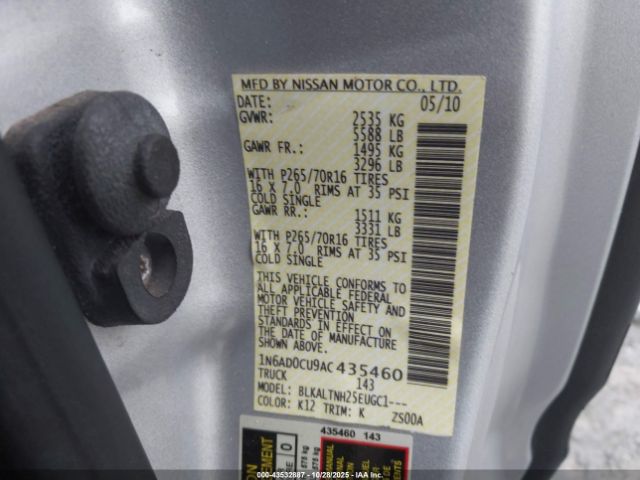 MFD BY NISSAN MOTOR CO., LTD.
DATE: 05/10
GVWR: 2535 KG
5588 LB
GAWR FR.: 1495 KG
3296 LB
WITH P265/70R16 TIRES
16 X 7.0 RIMS AT 35 PSI
COLD SINGLE
GAWR RR.: 1511 KG
3331 LB
WITH P265/70R16 TIRES
16 X 7.0 RIMS AT 35 PSI
COLD SINGLE
THIS VEHICLE CONFORMS TO
ALL APPLICABLE FEDERAL
MOTOR VEHICLE SAFETY AND
THEFT PREVENTION
STANDARDS IN EFFECT ON
THE DATE OF MANUFACTURE
SHOWN ABOVE.
1N6AD0CU9AC435460
TRUCK 143
MODEL: BLKALTNH25EUGC1---
COLOR: K12 TRIM: K ZS00A
435460 143
0
© IAA - 43532887 - 10/28/2025 - IAAI.COM